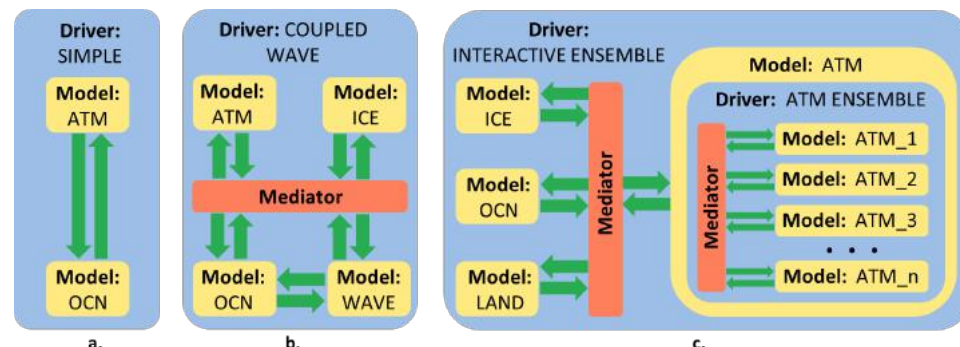 Driver:
SIMPLE
Model:
ATM
Model:
OCN
a.
Driver: COUPLED
WAVE
Model:
ATM
Model:
ICE
Mediator
Model:
OCN
Model:
WAVE
b.
Driver:
INTERACTIVE ENSEMBLE
Model:
ICE
Model:
OCN
Model:
LAND
Mediator
Model: ATM
Driver: ATM ENSEMBLE
Mediator
Model: ATM_1
Model: ATM_2
Model: ATM_3
. . .
Model: ATM_n
c.